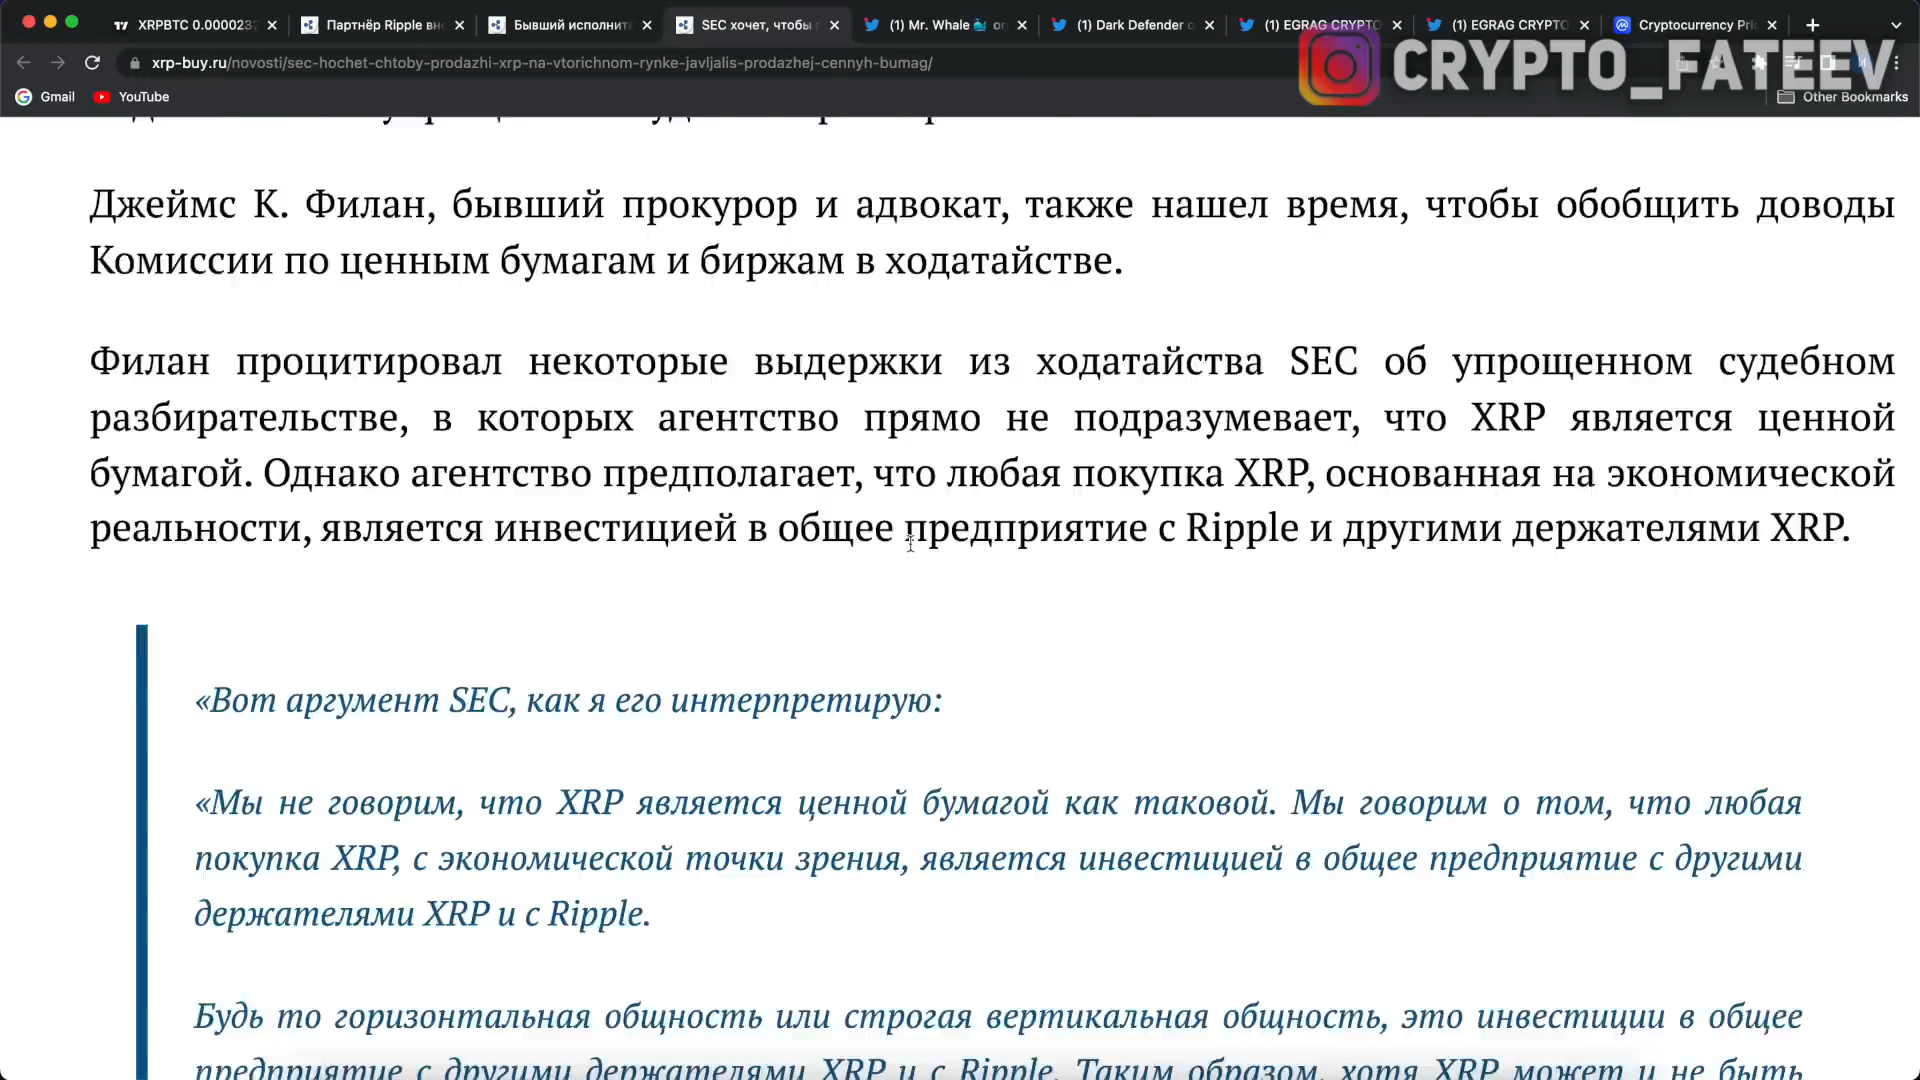 XRPBTC 0.0000232
Партнёр Ripple вн
Бывший исполните
SEC хочет, чтобы
(1) Mr. Whale 🐳 on
(1) Dark Defender
(1) EGRAG CRYPTO
(1) EGRAG CRYPTO
Cryptocurrency Pri
xrp-buy.ru/novosti/sec-hochet-chtoby-prodazhi-xrp-na-vtorichnom-rynke-javljalis-prodazhej-cennyh-bumag/
CRYPTO_FATEEV
Gmail
YouTube
Other Bookmarks
Джеймс К. Филан, бывший прокурор и адвокат, также нашел время, чтобы обобщить доводы
Комиссии по ценным бумагам и биржам в ходатайстве.
Филан процитировал некоторые выдержки из ходатайства SEC об упрощенном судебном
разбирательстве, в которых агентство прямо не подразумевает, что XRP является ценной
бумагой. Однако агентство предполагает, что любая покупка XRP, основанная на экономической
реальности, является инвестицией в общее предприятие с Ripple и другими держателями XRP.
«Вот аргумент SEC, как я его интерпретирую:
«Мы не говорим, что XRP является ценной бумагой как таковой. Мы говорим о том, что любая
покупка XRP, с экономической точки зрения, является инвестицией в общее предприятие с другими
держателями XRP и с Ripple.
Будь то горизонтальная общность или строгая вертикальная общность, это инвестиции в общее
предприятие с другими держателями XRP и с Ripple. Таким образом, хотя XRP может и не быть